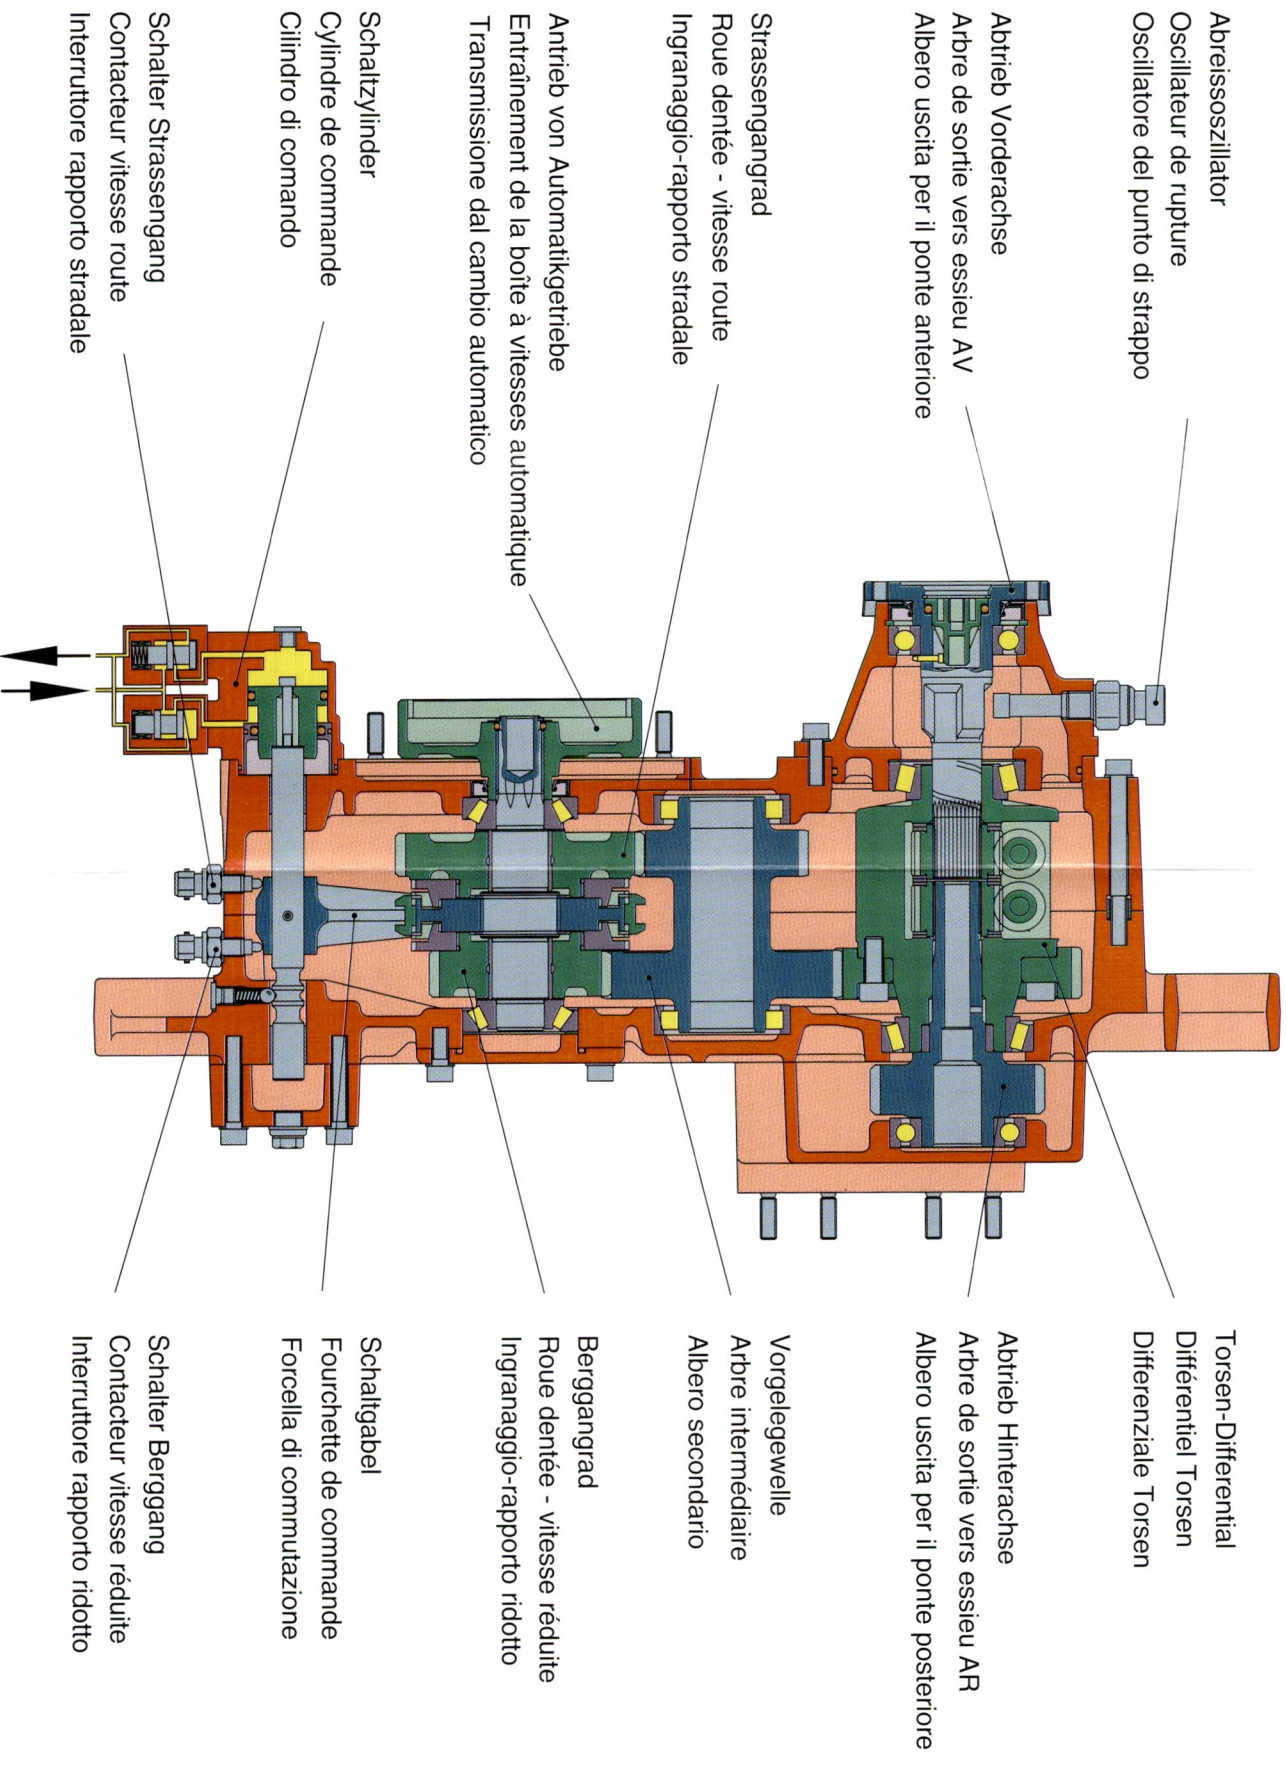 Abreissoszillator
Oscillateur de rupture
Oscillatore del punto di strappo
Abtrieb Vorderachse
Arbre de sortie vers essieu AV
Albero uscita per il ponte anteriore
Strassengangrad
Roue dentée - vitesse route
Ingranaggio-rapporto stradale
Antrieb von Automatikgetriebe
Entraînement de la boîte à vitesses automatique
Transmissione dal cambio automatico
Schaltzylinder
Cylindre de commande
Cilindro di comando
Schalter Strassengang
Contacteur vitesse route
Interruttore rapporto stradale
Torsen-Differential
Différentiel Torsen
Differenziale Torsen
Abtrieb Hinterachse
Arbre de sortie vers essieu AR
Albero uscita per il ponte posteriore
Vorgelegewelle
Arbre intermédiaire
Albero secondario
Berggangrad
Roue dentée - vitesse réduite
Ingranaggio-rapporto ridotto
Schaltgabel
Fourchette de commande
Forcella di commutazione
Schalter Berggang
Contacteur vitesse réduite
Interruttore rapporto ridotto